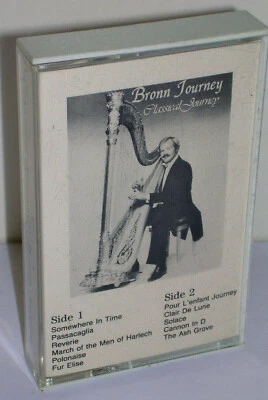 Bronn Journey
Classical Journey
Side 1
Somewhere In Time
Passacaglia
Reverie
March of the Men of Harlech
Polonaise
Fur Elise
Side 2
Pour L'enfant Journey
Clair De Lune
Solace
Cannon In D
The Ash Grove